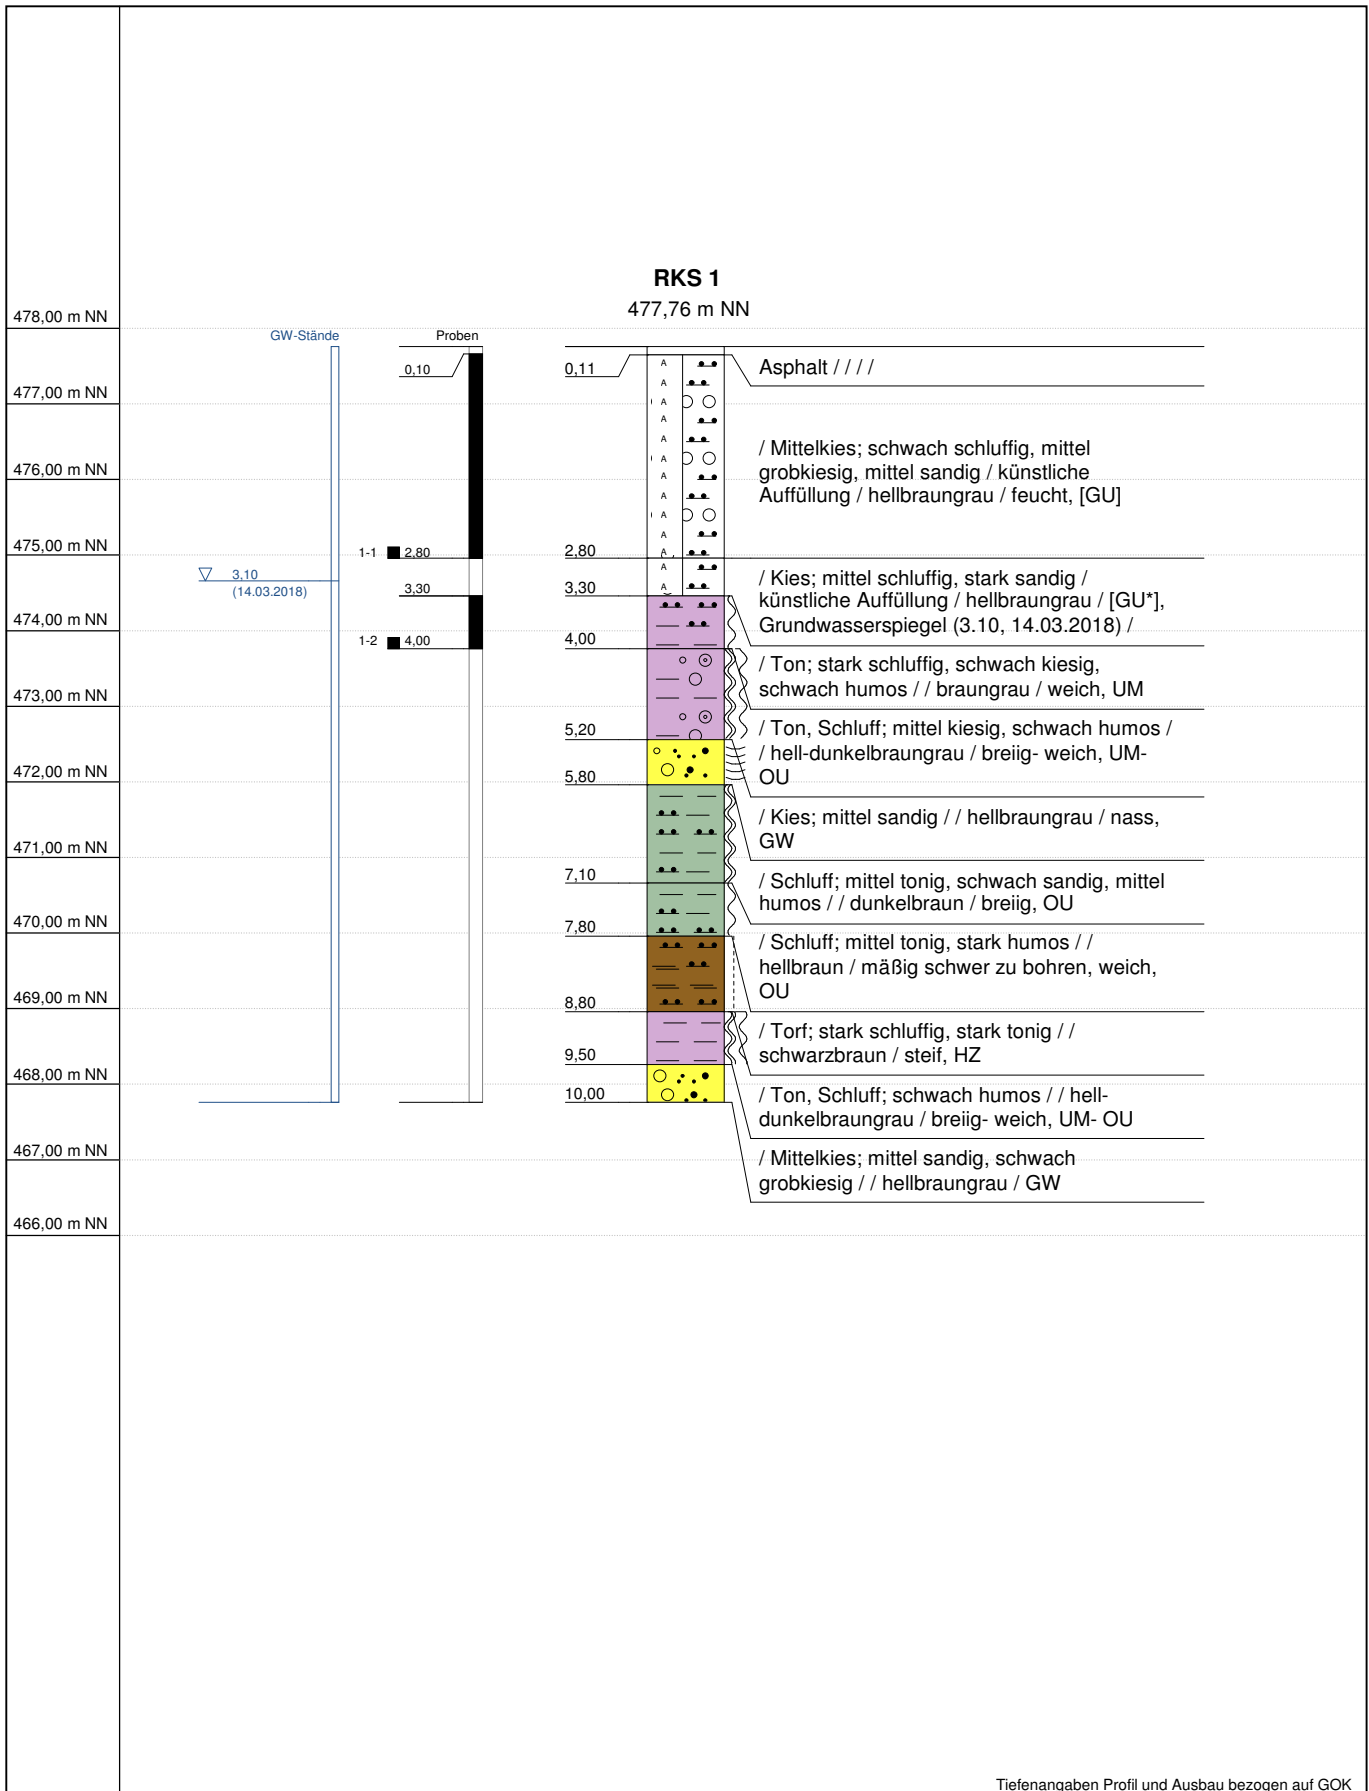 RKS 1
477,76 m NN
478,00 m NN
477,00 m NN
476,00 m NN
475,00 m NN
474,00 m NN
473,00 m NN
472,00 m NN
471,00 m NN
470,00 m NN
469,00 m NN
468,00 m NN
467,00 m NN
466,00 m NN
GW-Stände
3,10
(14.03.2018)
Proben
0,10
1-1 2,80
3,30
1-2 4,00
0,11
2,80
3,30
4,00
5,20
5,80
7,10
7,80
8,80
9,50
10,00
A
A
A
A
A
A
A
A
A
A
A
A
A
Asphalt / / / /
/ Mittelkies; schwach schluffig, mittel
grobkiesig, mittel sandig / künstliche
Auffüllung / hellbraungrau / feucht, [GU]
/ Kies; mittel schluffig, stark sandig /
künstliche Auffüllung / hellbraungrau / [GU*],
Grundwasserspiegel (3.10, 14.03.2018) /
/ Ton; stark schluffig, schwach kiesig,
schwach humos / / braungrau / weich, UM
/ Ton, Schluff; mittel kiesig, schwach humos /
/ hell-dunkelbraungrau / breiig- weich, UM-
OU
/ Kies; mittel sandig / / hellbraungrau / nass,
GW
/ Schluff; mittel tonig, schwach sandig, mittel
humos / / dunkelbraun / breiig, OU
/ Schluff; mittel tonig, stark humos / /
hellbraun / mäßig schwer zu bohren, weich,
OU
/ Torf; stark schluffig, stark tonig / /
schwarzbraun / steif, HZ
/ Ton, Schluff; schwach humos / / hell-
dunkelbraungrau / breiig- weich, UM- OU
/ Mittelkies; mittel sandig, schwach
grobkiesig / / hellbraungrau / GW
Tiefenangaben Profil und Ausbau bezogen auf GOK